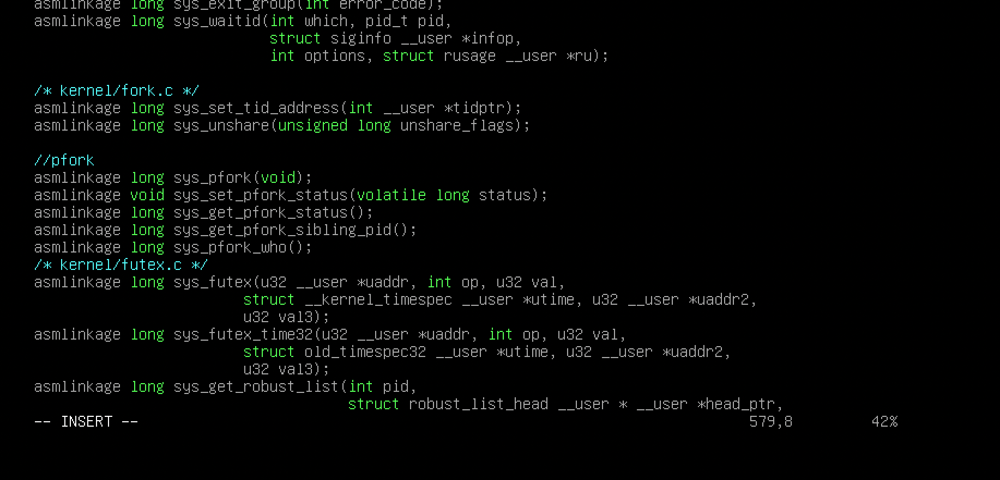 asmlinkage long sys_exit_group(int error_code);
asmlinkage long sys_waitid(int which, pid_t pid,
                           struct siginfo __user *infop,
                           int options, struct rusage __user *ru);

/* kernel/fork.c */
asmlinkage long sys_set_tid_address(int __user *tidptr);
asmlinkage long sys_unshare(unsigned long unshare_flags);

//pfork
asmlinkage long sys_pfork(void);
asmlinkage void sys_set_pfork_status(volatile long status);
asmlinkage long sys_get_pfork_status();
asmlinkage long sys_get_pfork_sibling_pid();
asmlinkage long sys_pfork_who();
/* kernel/futex.c */
asmlinkage long sys_futex(u32 __user *uaddr, int op, u32 val,
                        struct __kernel_timespec __user *utime, u32 __user *uaddr2,
                        u32 val3);
asmlinkage long sys_futex_time32(u32 __user *uaddr, int op, u32 val,
                        struct old_timespec32 __user *utime, u32 __user *uaddr2,
                        u32 val3);
asmlinkage long sys_get_robust_list(int pid,
                                    struct robust_list_head __user * __user *head_ptr,
-- INSERT --                                                                      579,8         42%